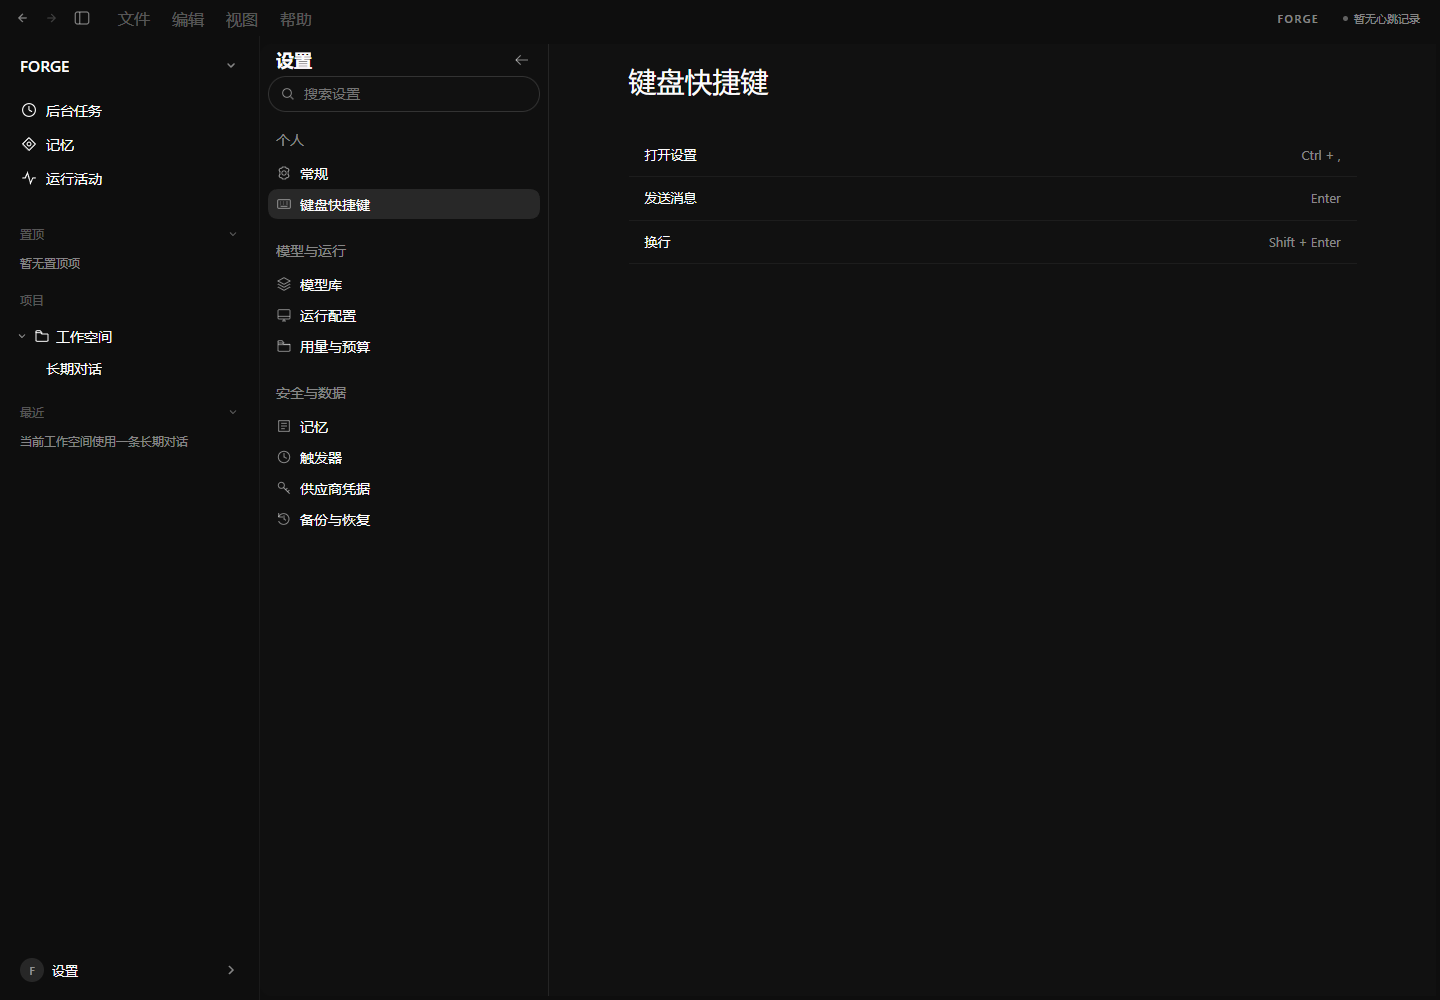 文件 编辑 视图 帮助
FORGE 暂无心跳记录
FORGE
后台任务
记忆
运行活动
置顶
暂无置顶项
项目
工作空间
长期对话
最近
当前工作空间使用一条长期对话
F 设置
设置
搜索设置
个人
常规
键盘快捷键
模型与运行
模型库
运行配置
用量与预算
安全与数据
记忆
触发器
供应商凭据
备份与恢复
键盘快捷键
打开设置 Ctrl + ,
发送消息 Enter
换行 Shift + Enter